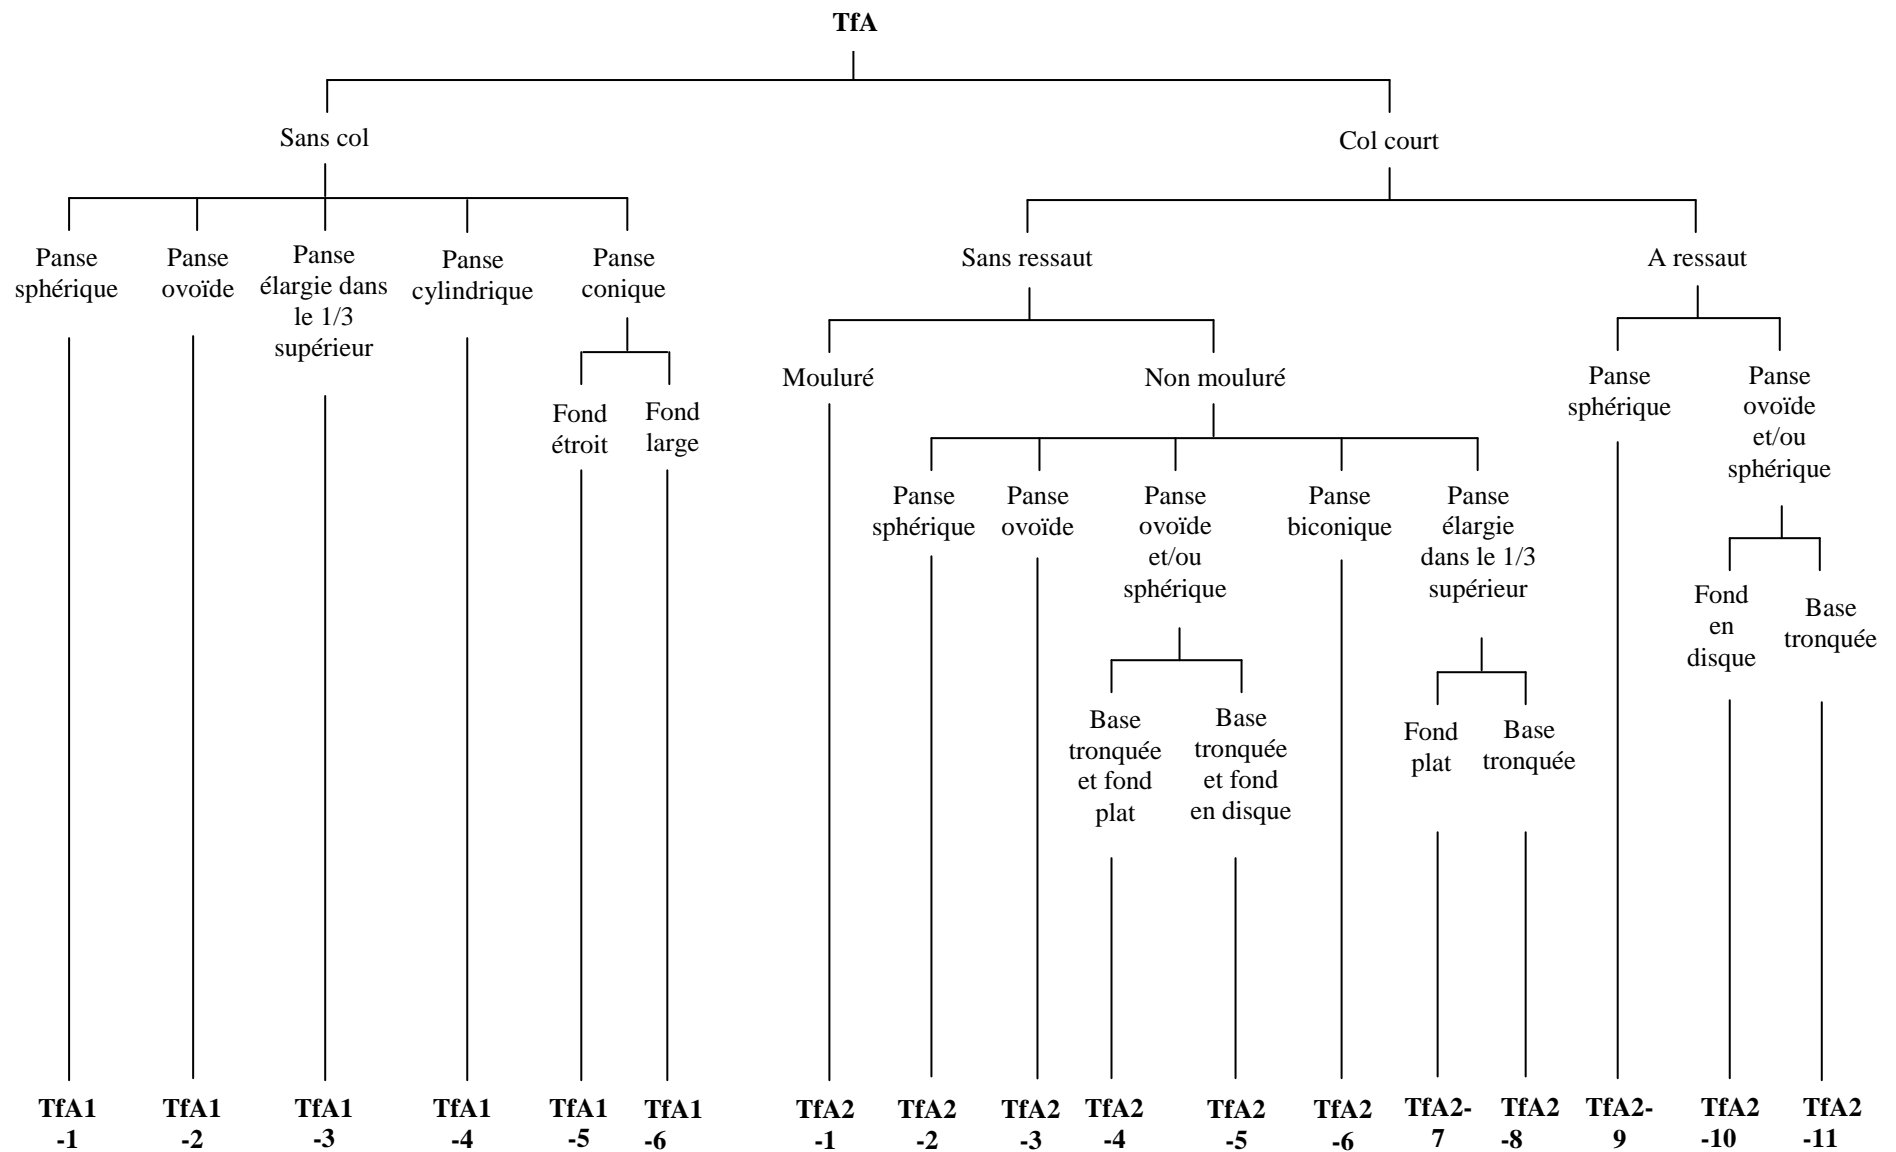 TfA
Sans col
Col court
Panse
sphérique
Panse
ovoïde
Panse
élargie dans
le 1/3
supérieur
Panse
cylindrique
Panse
conique
Sans ressaut
A ressaut
Fond
étroit
Fond
large
Mouluré
Non mouluré
Panse
sphérique
Panse
ovoïde
et/ou
sphérique
Panse
sphérique
Panse
ovoïde
Panse
ovoïde
et/ou
sphérique
Panse
biconique
Panse
élargie
dans le 1/3
supérieur
Fond
en
disque
Base
tronquée
Base
tronquée
et fond
plat
Base
tronquée
et fond
en disque
Fond
plat
Base
tronquée
TfA1
-1
TfA1
-2
TfA1
-3
TfA1
-4
TfA1
-5
TfA1
-6
TfA2
-1
TfA2
-2
TfA2
-3
TfA2
-4
TfA2
-5
TfA2
-6
TfA2-
7
TfA2
-8
TfA2-
9
TfA2
-10
TfA2
-11